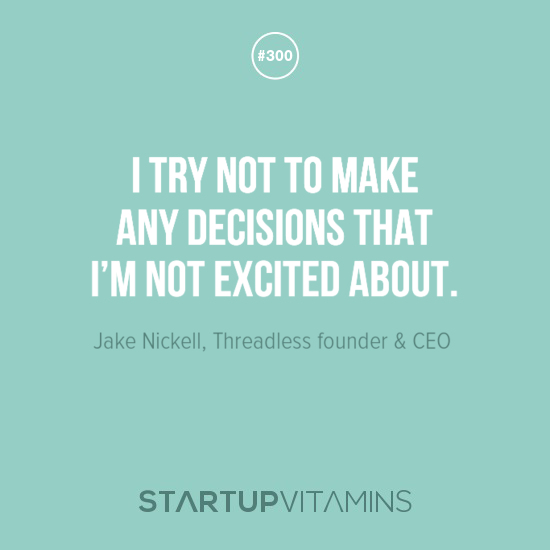 #300
I TRY NOT TO MAKE
ANY DECISIONS THAT
I'M NOT EXCITED ABOUT.
Jake Nickell, Threadless founder & CEO
STARTUPVITAMINS